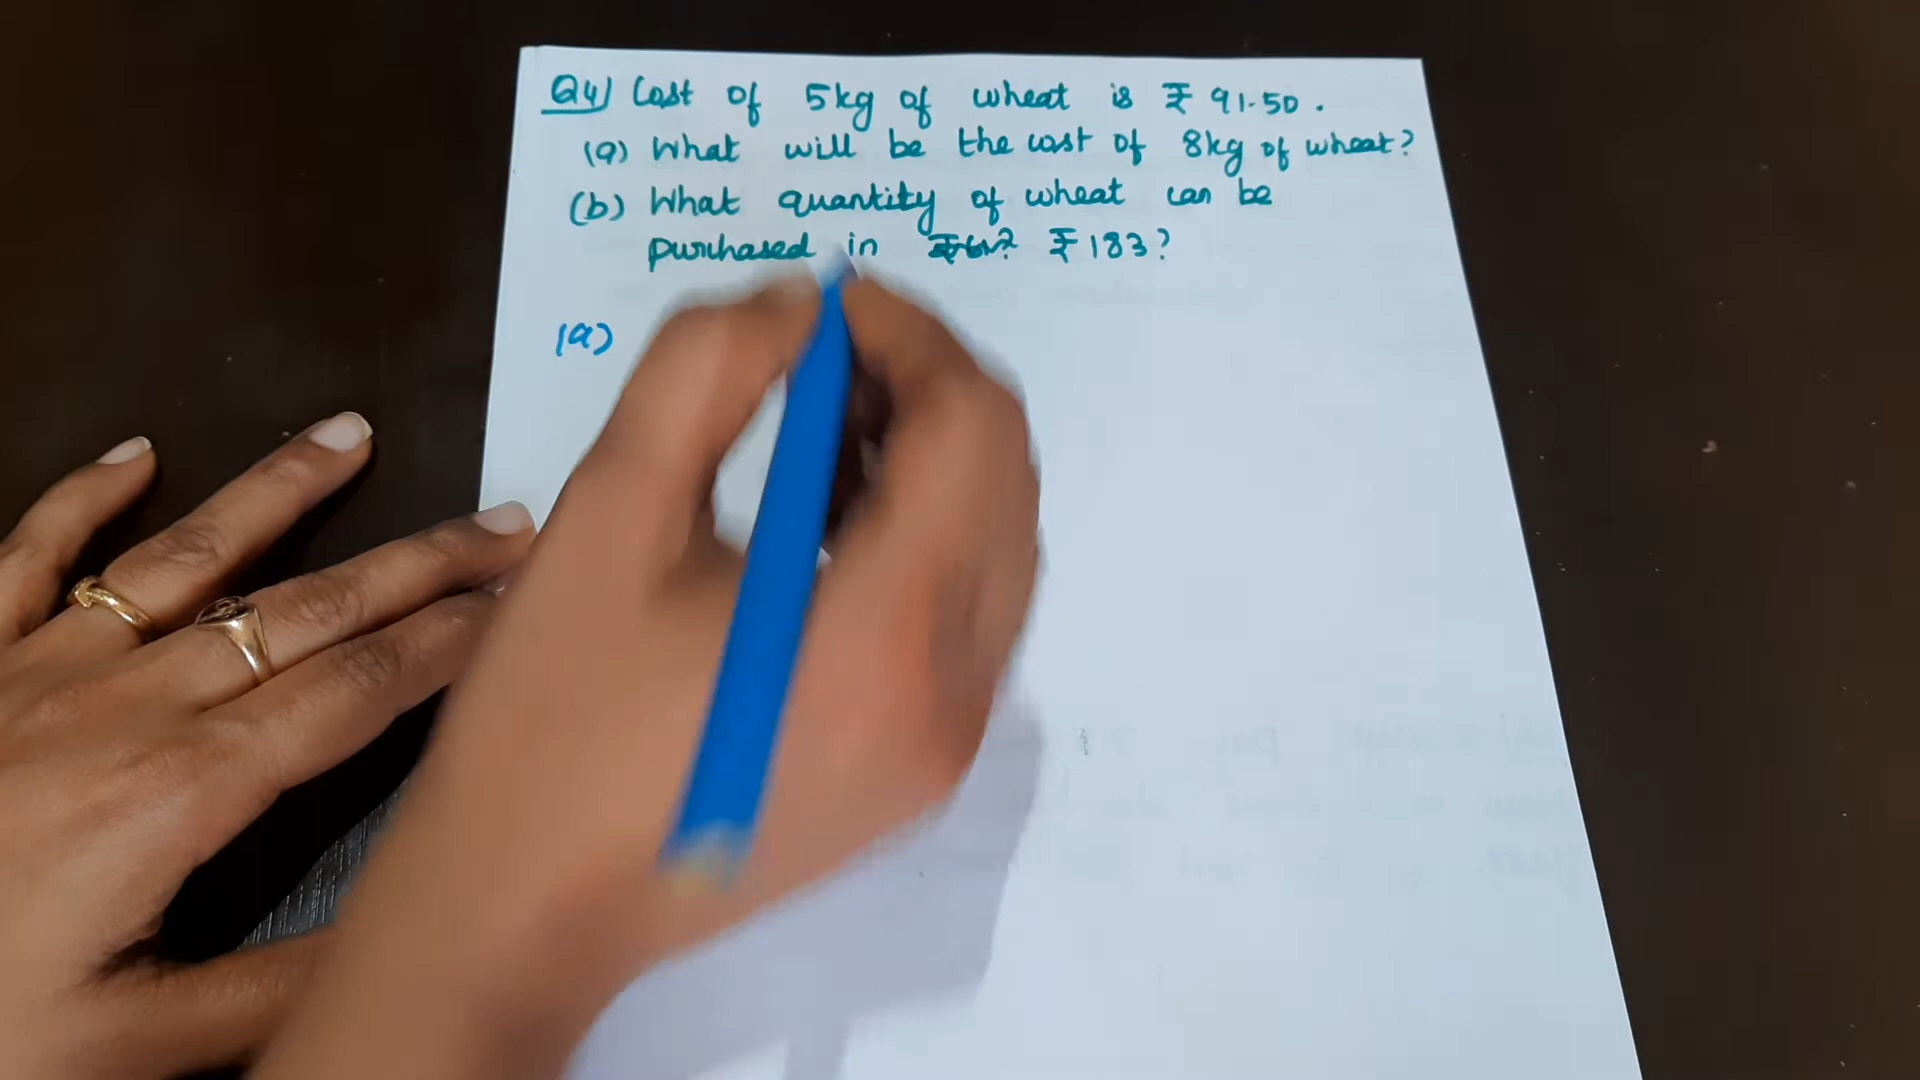 Q4) Cost of 5kg of wheat is ₹ 91.50.
(a) What will be the cost of 8kg of wheat?
(b) What quantity of wheat can be
purchased in ₹ 183?
(a)